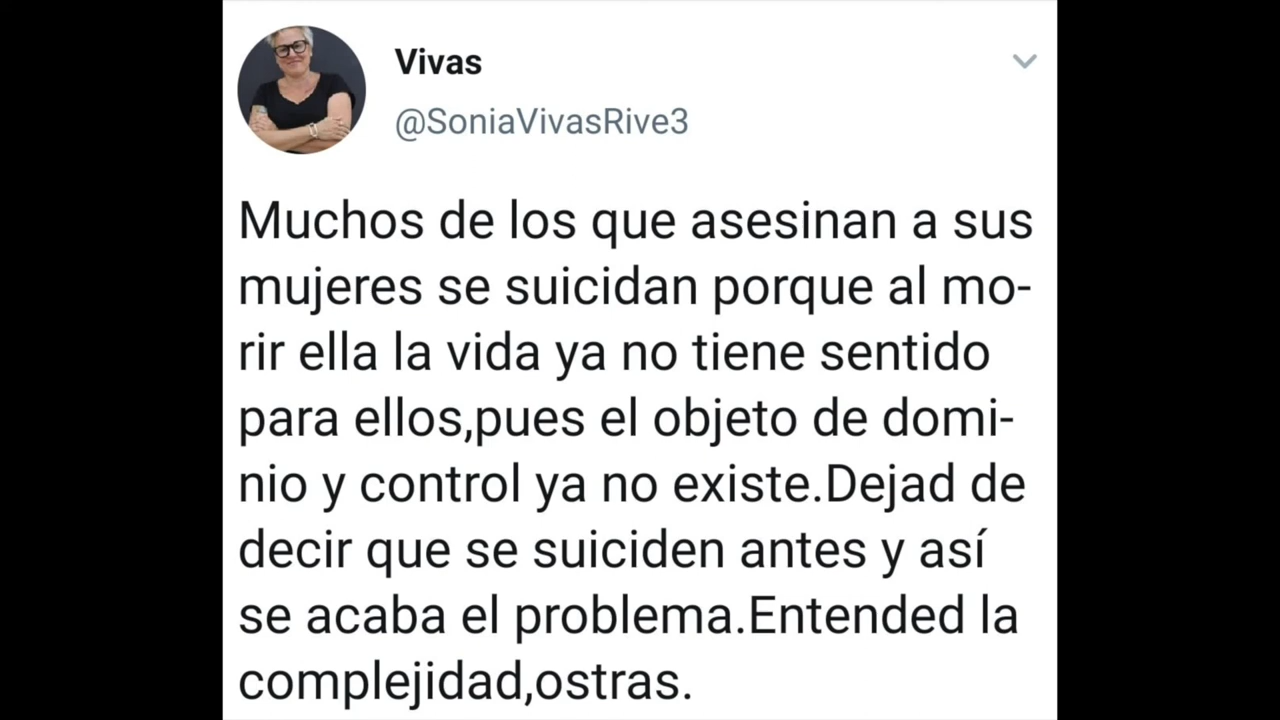 Vivas
@SoniaVivasRive3
Muchos de los que asesinan a sus
mujeres se suicidan porque al mo-
rir ella la vida ya no tiene sentido
para ellos,pues el objeto de domi-
nio y control ya no existe.Dejad de
decir que se suiciden antes y así
se acaba el problema.Entended la
complejidad,ostras.